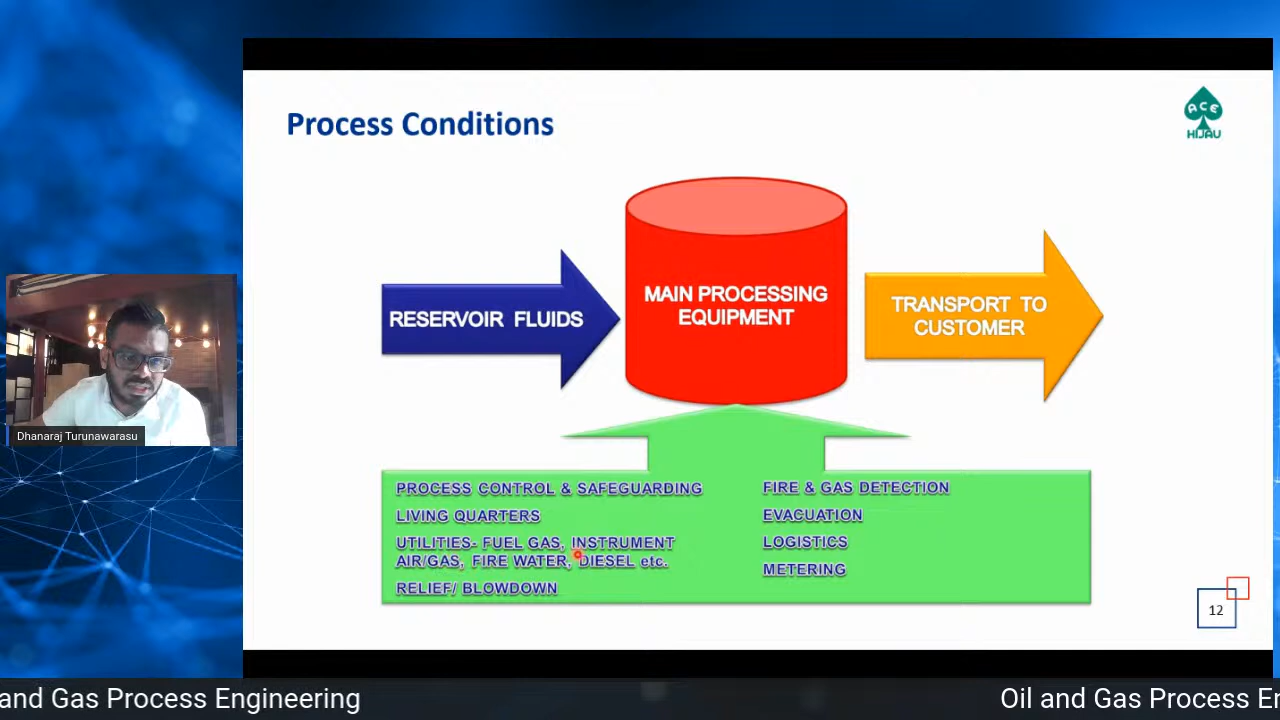 Process Conditions
ACE
HIJAU
RESERVOIR FLUIDS
MAIN PROCESSING
EQUIPMENT
TRANSPORT TO
CUSTOMER
PROCESS CONTROL & SAFEGUARDING
LIVING QUARTERS
UTILITIES- FUEL GAS, INSTRUMENT
AIR/GAS, FIRE WATER, DIESEL etc.
RELIEF/ BLOWDOWN
FIRE & GAS DETECTION
EVACUATION
LOGISTICS
METERING
12
Dhanaraj Turunawarasu
and Gas Process Engineering
Oil and Gas Process En